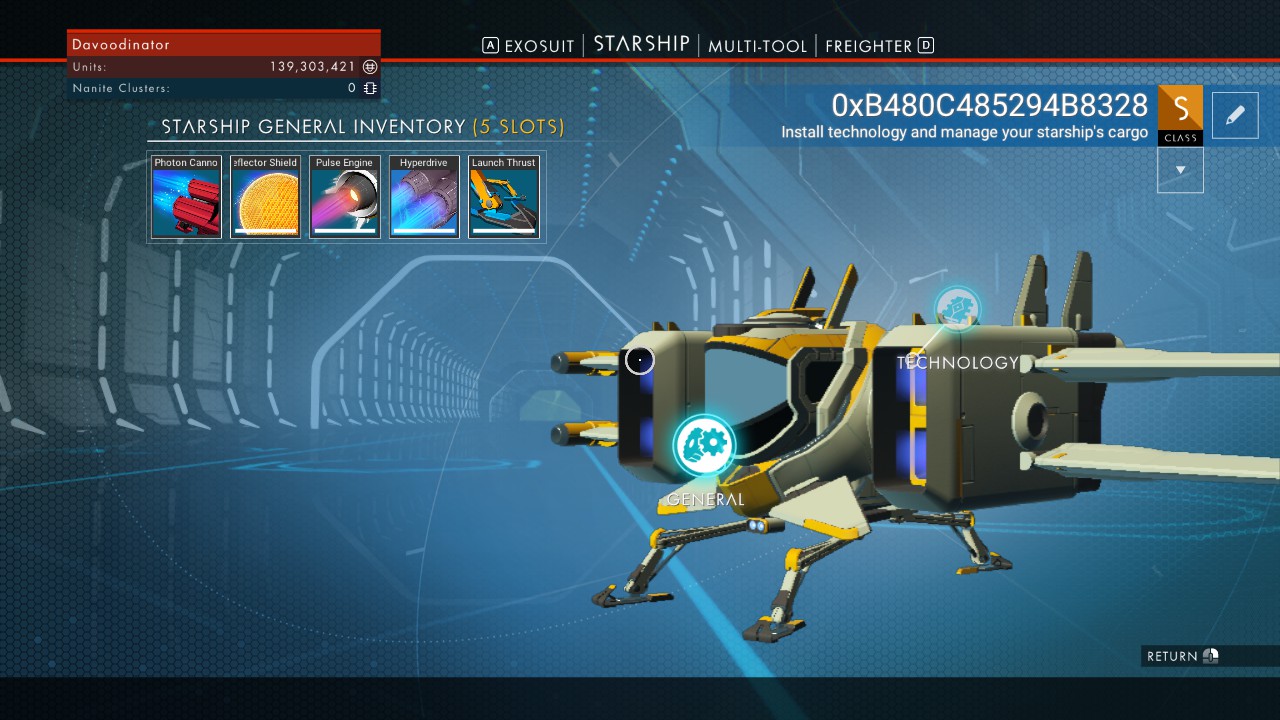 Davoodinator
Units: 139,303,421
Nanite Clusters: 0
A EXOSUIT STARSHIP MULTI-TOOL FREIGHTER D
0xB480C485294B8328
Install technology and manage your starship's cargo
S
CLASS
STARSHIP GENERAL INVENTORY (5 SLOTS)
Photon Canno eflector Shield Pulse Engine Hyperdrive Launch Thrust
TECHNOLOGY
GENERAL
RETURN